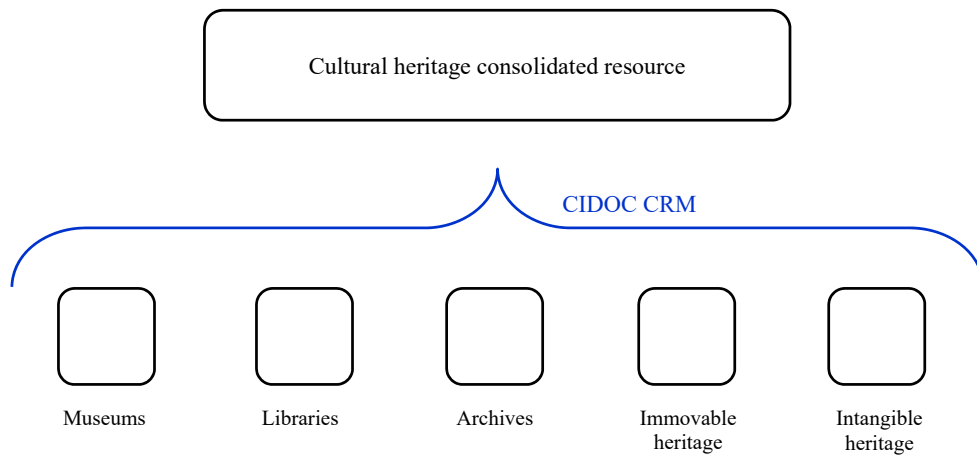 Cultural heritage consolidated resource
CIDOC CRM
Museums
Libraries
Archives
Immovable
heritage
Intangible
heritage